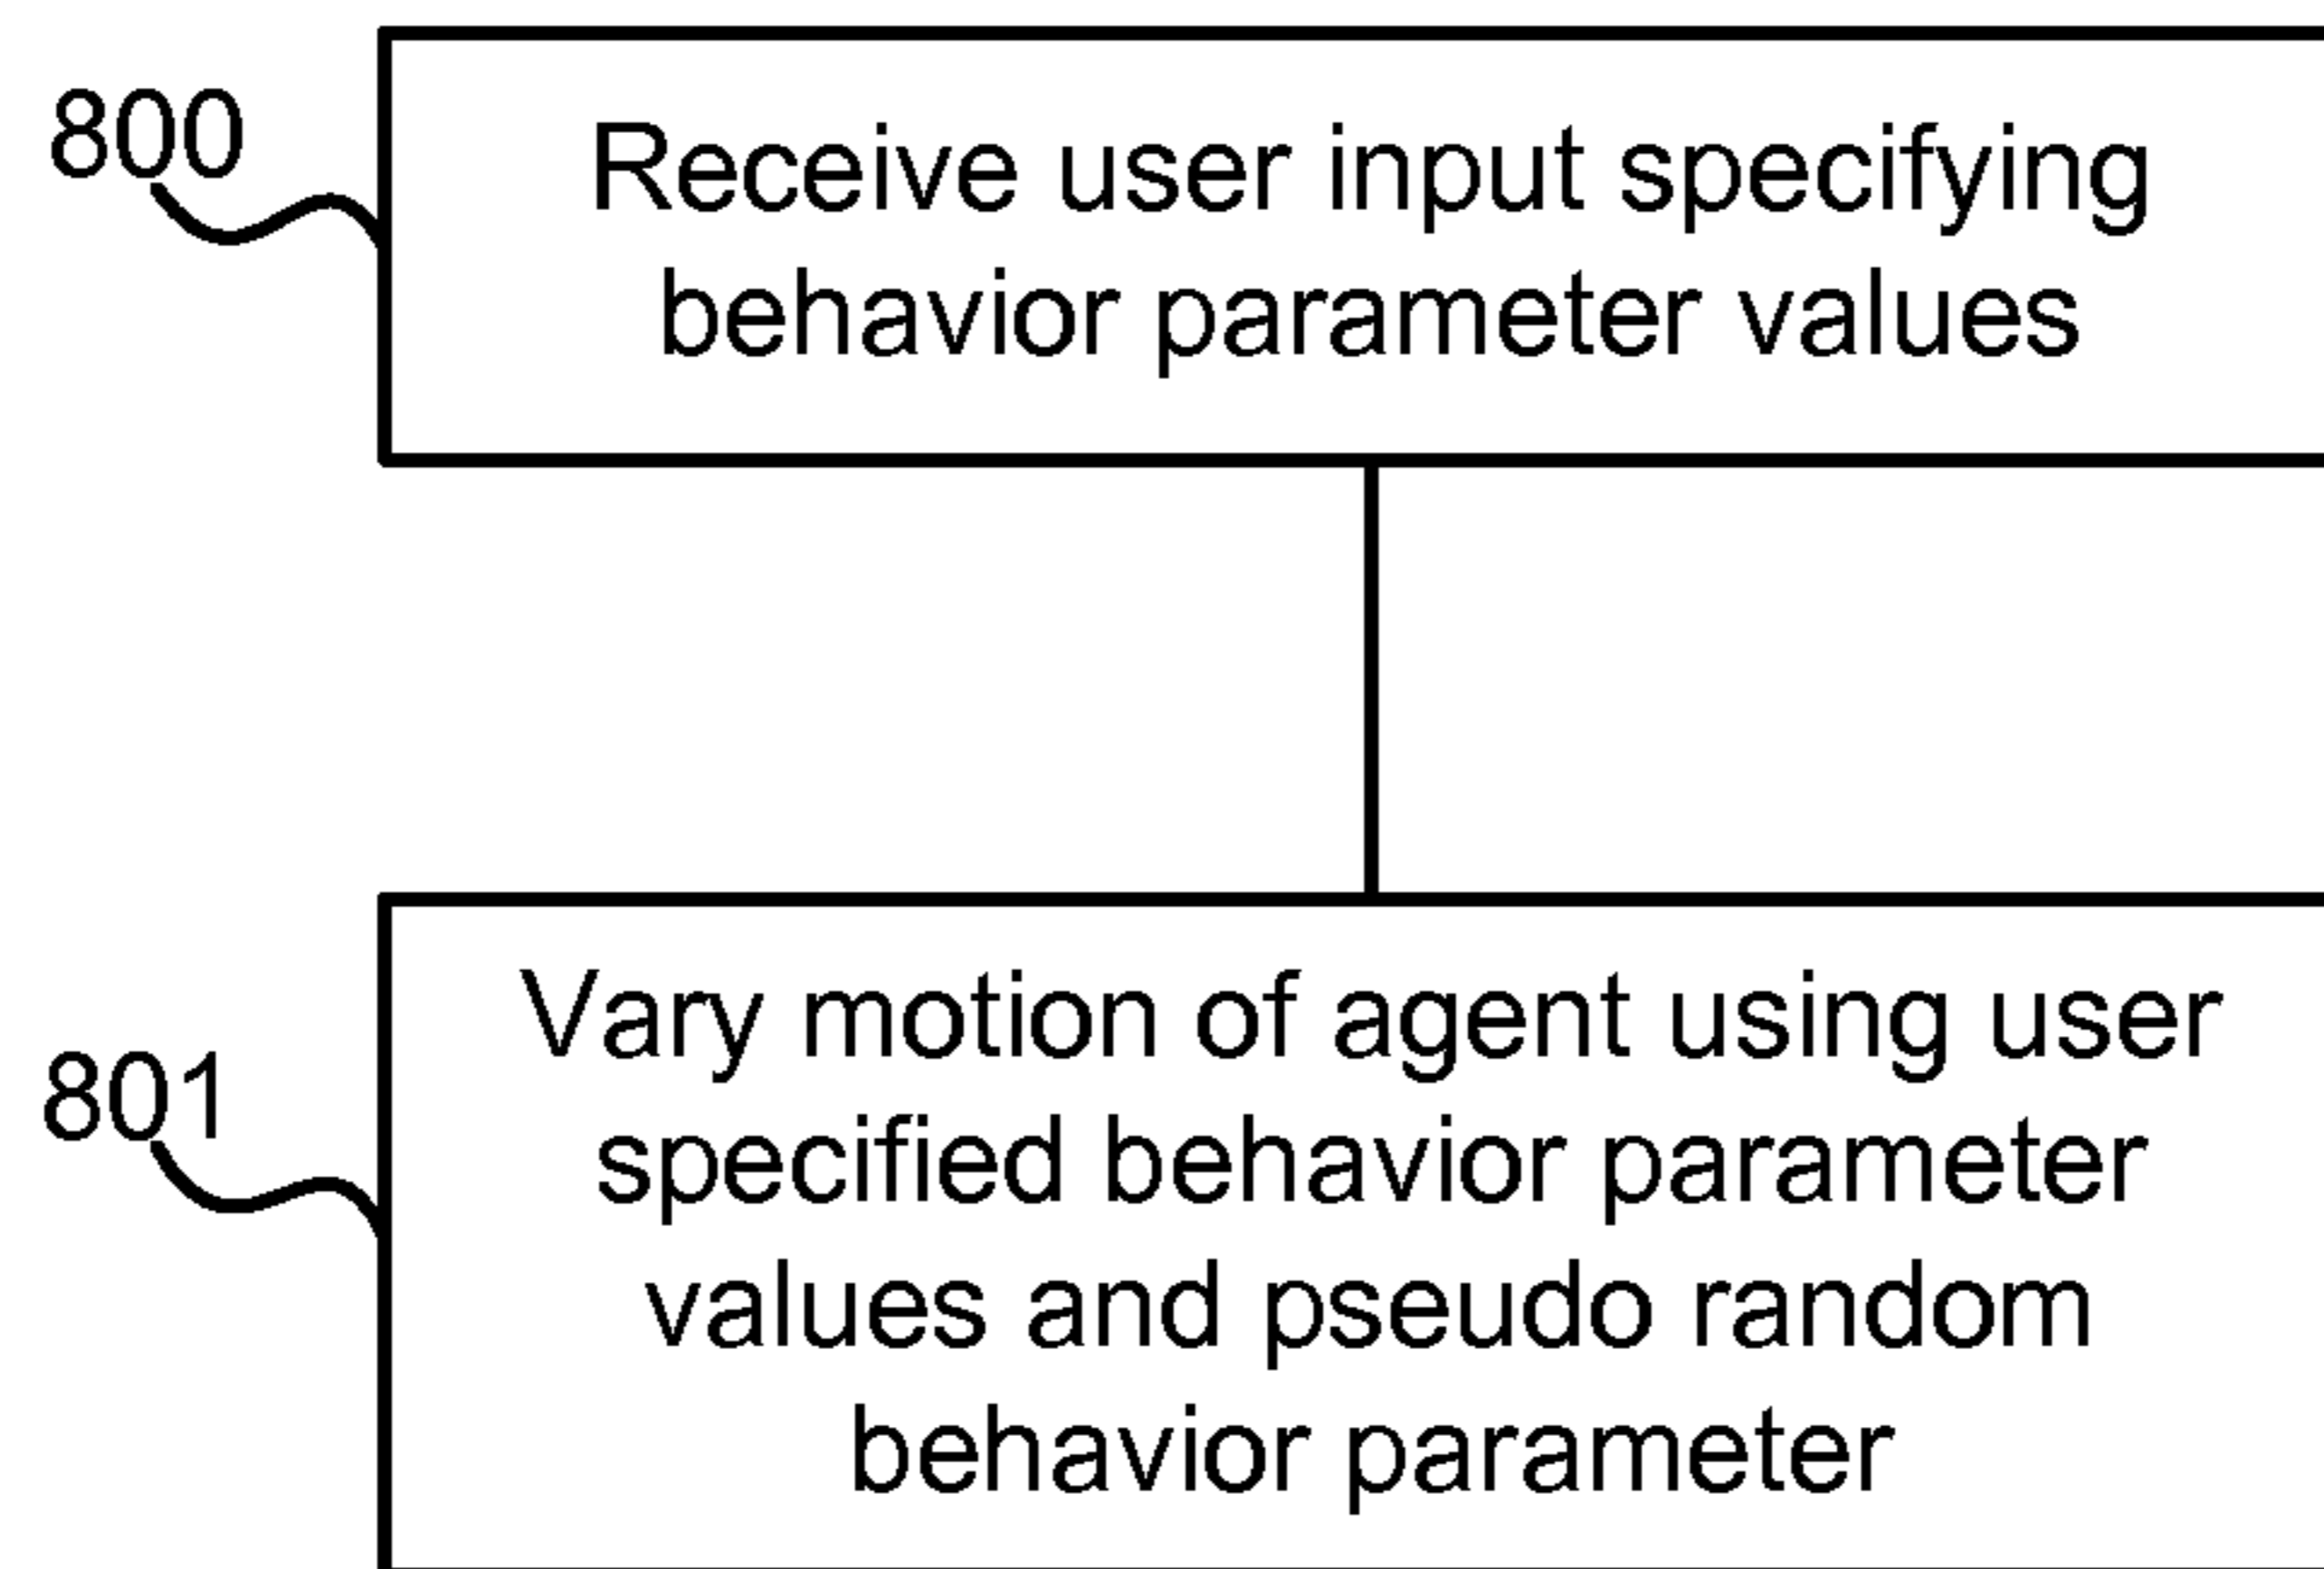 800
Receive user input specifying
behavior parameter values
801
Vary motion of agent using user
specified behavior parameter
values and pseudo random
behavior parameter